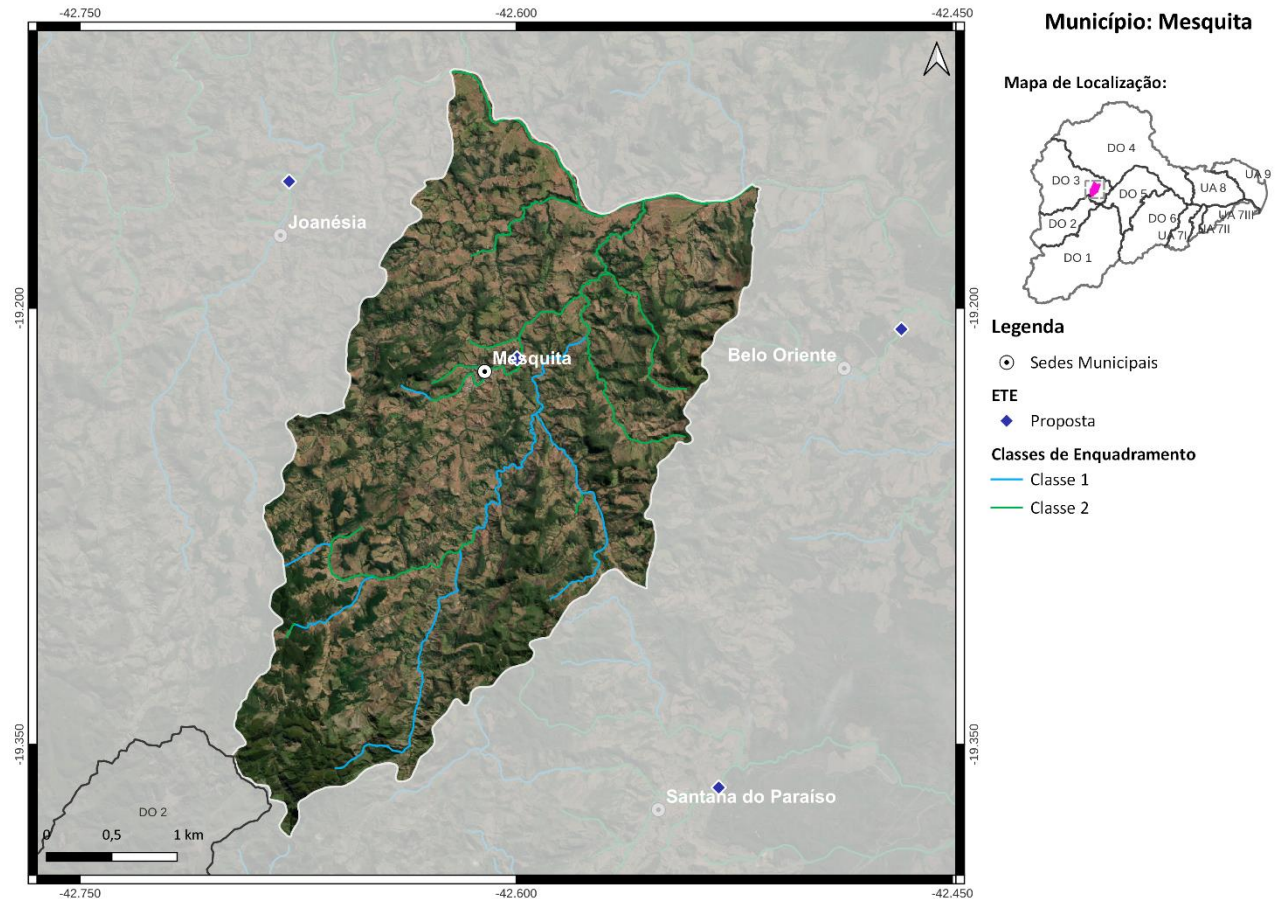 -42.750
-42.600
-42.450
Município: Mesquita
Mapa de Localização:
DO 4
DO 3
UA 9
UA 8
DO 5
DO 2
DO 6
UA 7III
UA 7II
UA 7I
DO 1
Joanésia
-19.200
-19.200
Legenda
Sedes Municipais
ETE
Proposta
Classes de Enquadramento
Classe 1
Classe 2
Mesquita
Belo Oriente
-19.350
-19.350
Santana do Paraíso
DO 2
0 0,5 1 km
-42.750
-42.600
-42.450